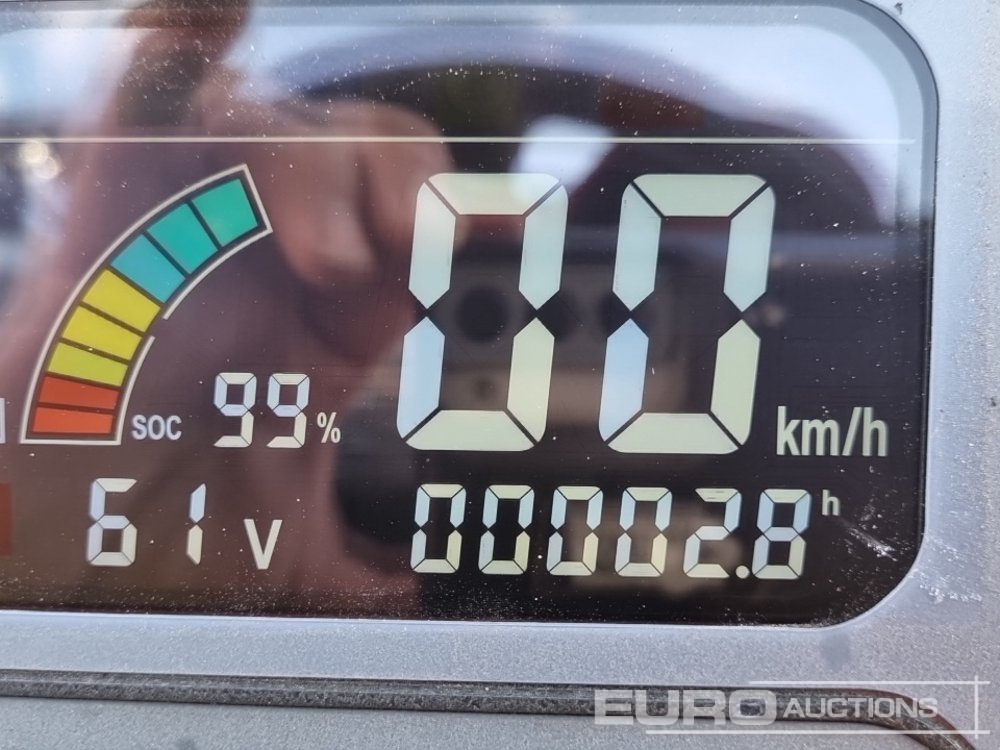 00 km/h
SOC 99%
61 V
00002.8 h
EURO AUCTIONS